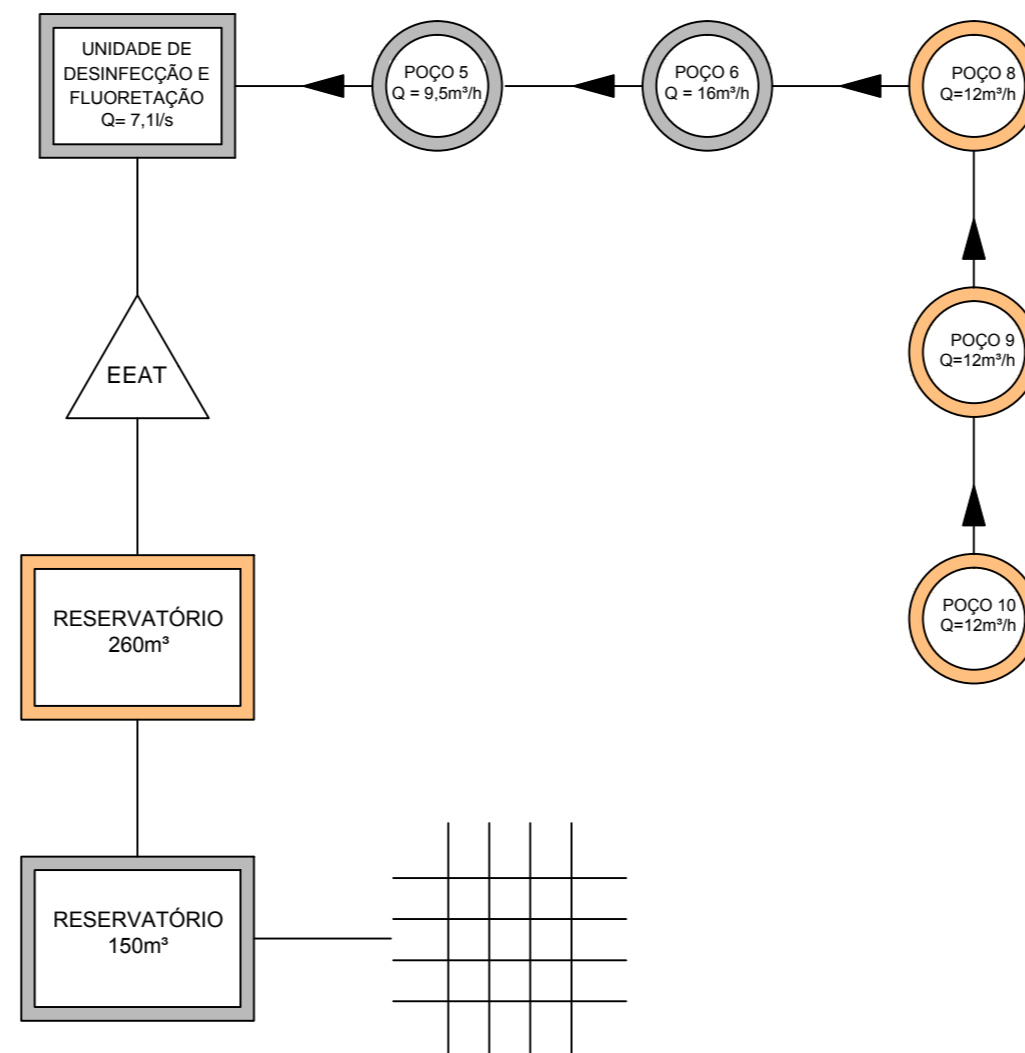 UNIDADE DE
DESINFECÇÃO E
FLUORETAÇÃO
Q= 7,1l/s
POÇO 5
Q = 9,5m³/h
POÇO 6
Q = 16m³/h
POÇO 8
Q=12m³/h
POÇO 9
Q=12m³/h
EEAT
POÇO 10
Q=12m³/h
RESERVATÓRIO
260m³
RESERVATÓRIO
150m³